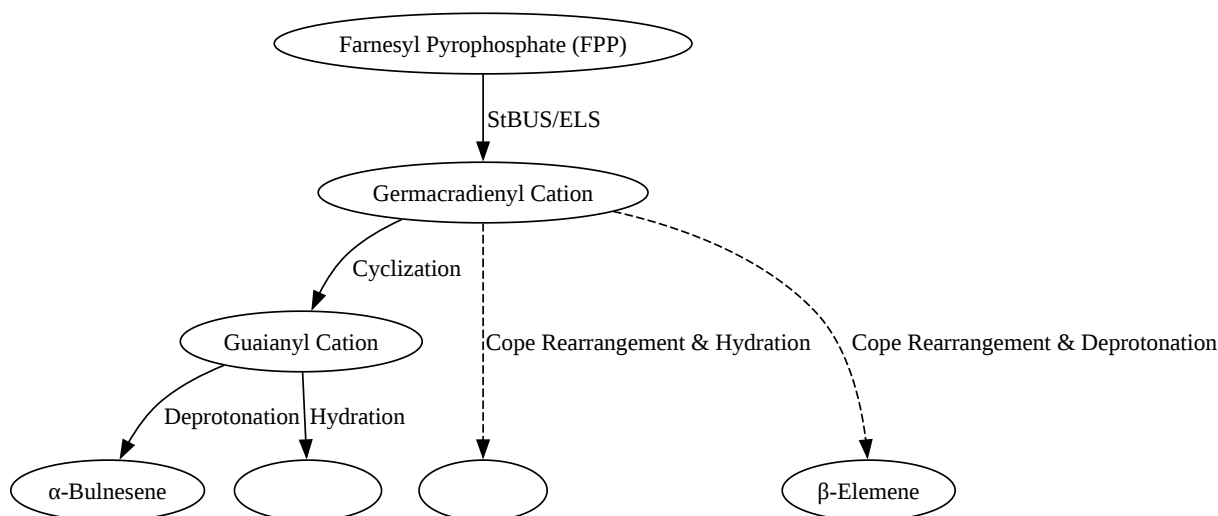 Farnesyl Pyrophosphate (FPP)
StBUS/ELS
Germacradienyl Cation
Cyclization
Guaianyl Cation
Cope Rearrangement & Hydration
Cope Rearrangement & Deprotonation
Deprotonation
Hydration
α-Bulnesene
β-Elemene